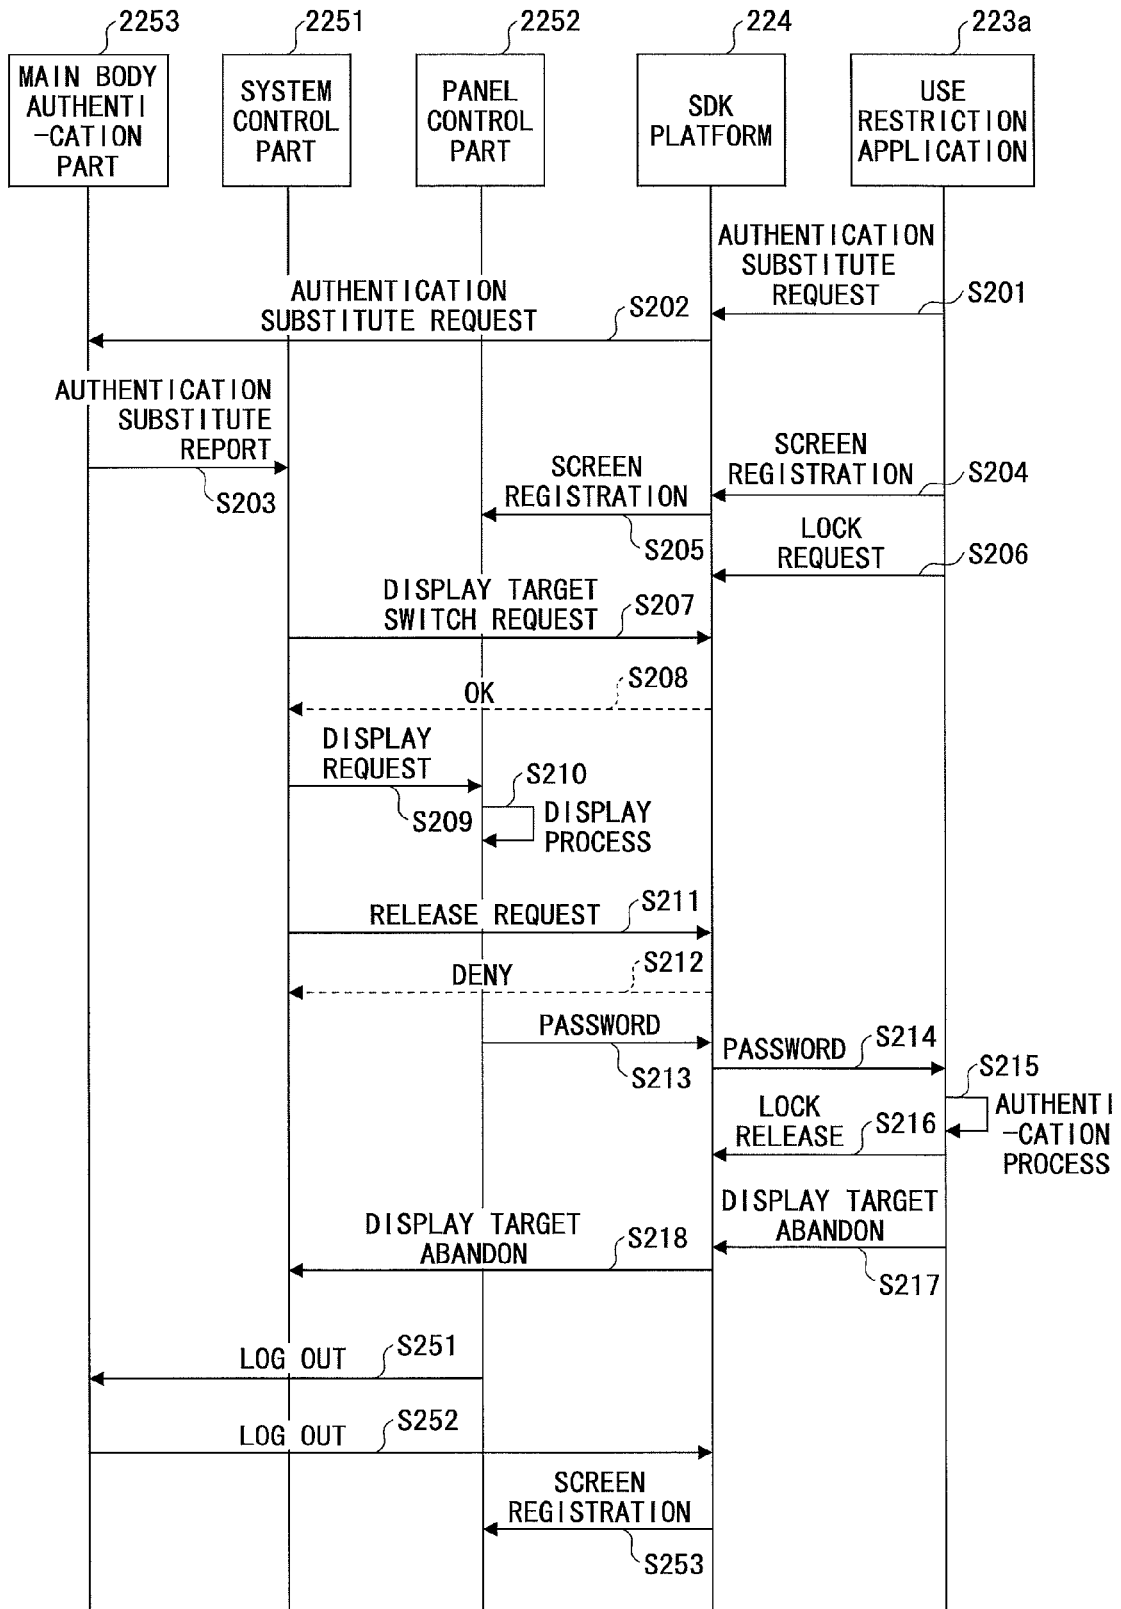 2253
2251
2252
224
223a
MAIN BODY
AUTHENTI
-CATION
PART
SYSTEM
CONTROL
PART
PANEL
CONTROL
PART
SDK
PLATFORM
USE
RESTRICTION
APPLICATION
AUTHENTICATION
SUBSTITUTE
REQUEST
S201
AUTHENTICATION
SUBSTITUTE REQUEST
S202
AUTHENTICATION
SUBSTITUTE
REPORT
S203
SCREEN
REGISTRATION
S204
SCREEN
REGISTRATION
S205
LOCK
REQUEST
S206
DISPLAY TARGET
SWITCH REQUEST
S207
OK
S208
DISPLAY
REQUEST
S209
S210
DISPLAY
PROCESS
RELEASE REQUEST
S211
DENY
S212
PASSWORD
S213
PASSWORD
S214
S215
AUTHENTI
-CATION
PROCESS
LOCK
RELEASE
S216
DISPLAY TARGET
ABANDON
S217
DISPLAY TARGET
ABANDON
S218
LOG OUT
S251
LOG OUT
S252
SCREEN
REGISTRATION
S253